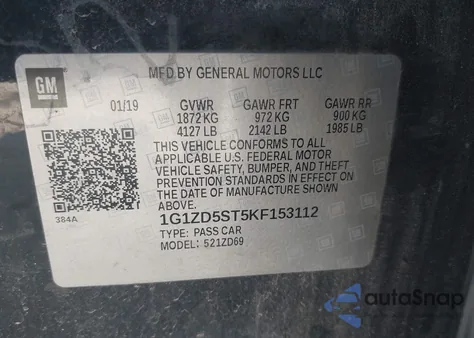 GM
MFD BY GENERAL MOTORS LLC
01/19 GVWR GAWR FRT GAWR RR
1872 KG 972 KG 900 KG
4127 LB 2142 LB 1985 LB
THIS VEHICLE CONFORMS TO ALL
APPLICABLE U.S. FEDERAL MOTOR
VEHICLE SAFETY, BUMPER, AND THEFT
PREVENTION STANDARDS IN EFFECT ON
THE DATE OF MANUFACTURE SHOWN
ABOVE.
384A
1G1ZD5ST5KF153112
TYPE: PASS CAR
MODEL: 521ZD69
autoSnap